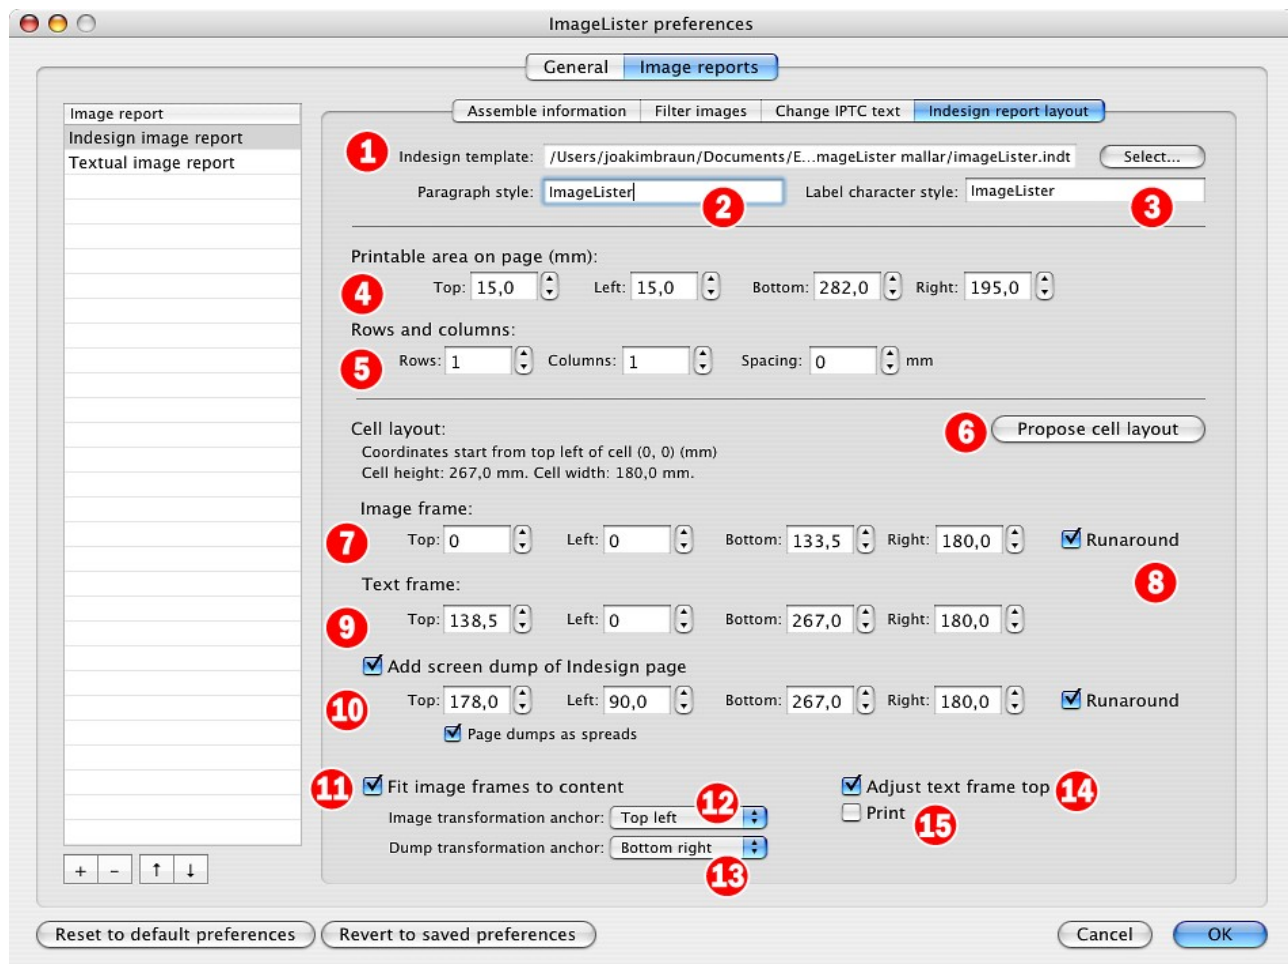 ImageLister preferences
General Image reports
Image report
Indesign image report
Textual image report
Assemble information Filter images Change IPTC text Indesign report layout
1 Indesign template: /Users/joakimbraun/Documents/E...mageLister mallar/imageLister.indt Select...
Paragraph style: ImageLister 2 Label character style: ImageLister 3
Printable area on page (mm):
4 Top: 15,0 Left: 15,0 Bottom: 282,0 Right: 195,0
Rows and columns:
5 Rows: 1 Columns: 1 Spacing: 0 mm
Cell layout: 6 Propose cell layout
Coordinates start from top left of cell (0, 0) (mm)
Cell height: 267,0 mm. Cell width: 180,0 mm.
Image frame:
7 Top: 0 Left: 0 Bottom: 133,5 Right: 180,0 Runaround
8
Text frame:
9 Top: 138,5 Left: 0 Bottom: 267,0 Right: 180,0
Add screen dump of Indesign page
10 Top: 178,0 Left: 90,0 Bottom: 267,0 Right: 180,0 Runaround
Page dumps as spreads
11 Fit image frames to content Adjust text frame top 14
Image transformation anchor: Top left 12 Print 15
Dump transformation anchor: Bottom right 13
+ - ↑ ↓
Reset to default preferences Revert to saved preferences Cancel OK